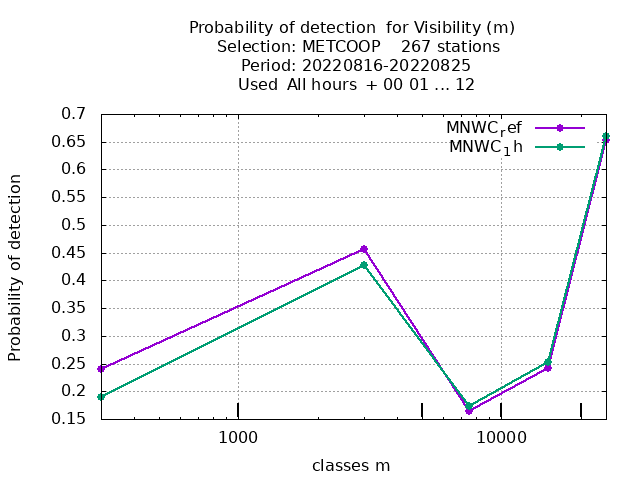 Probability of detection  for Visibility (m)
Selection: METCOOP    267 stations
Period: 20220816-20220825
Used  All hours  + 00 01 ... 12
MNWC_ref
MNWC_1h
0.7
0.65
0.6
0.55
0.5
0.45
0.4
0.35
0.3
0.25
0.2
0.15
Probability of detection
1000
10000
classes m